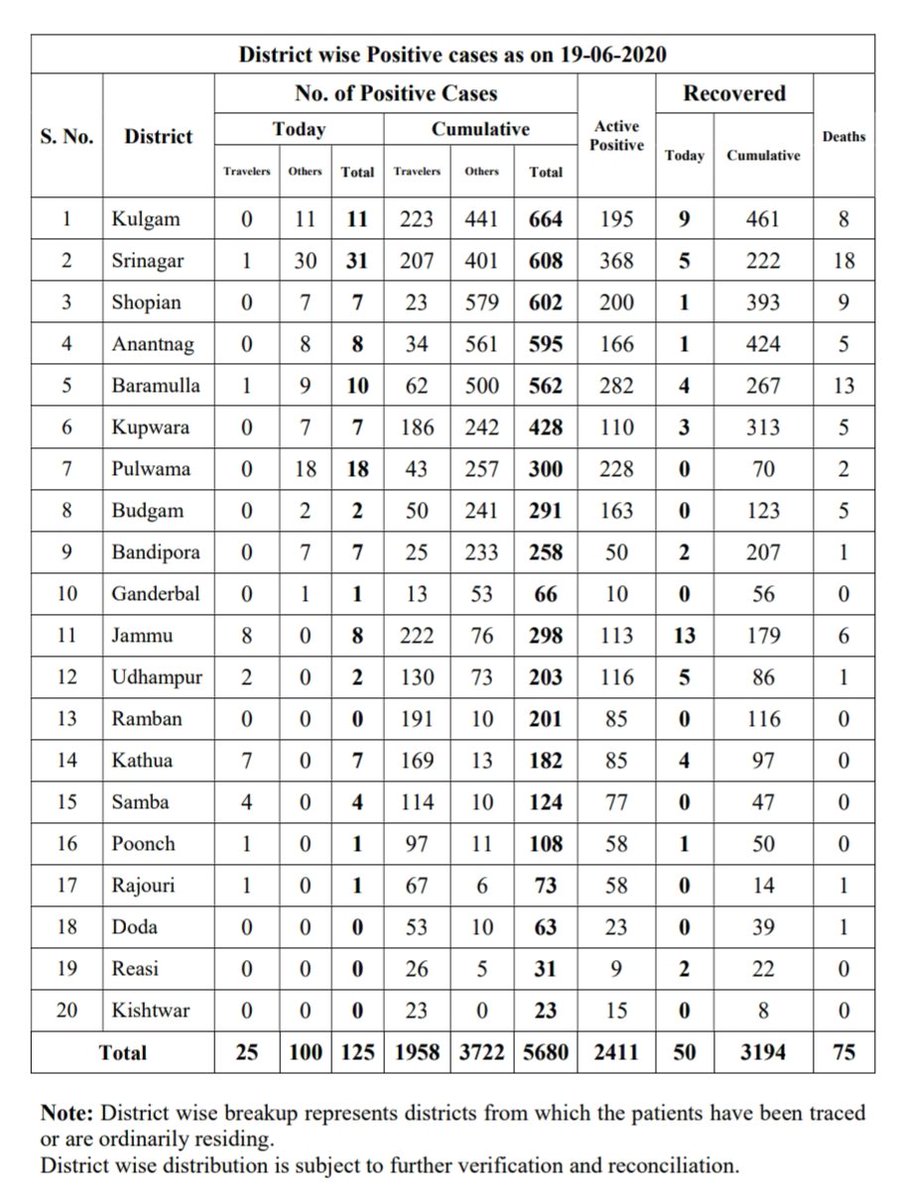 District wise Positive cases as on 19-06-2020
S. No. District No. of Positive Cases Active Positive Recovered Deaths
Today Cumulative Today Cumulative
Travelers Others Total Travelers Others Total
1 Kulgam 0 11 11 223 441 664 195 9 461 8
2 Srinagar 1 30 31 207 401 608 368 5 222 18
3 Shopian 0 7 7 23 579 602 200 1 393 9
4 Anantnag 0 8 8 34 561 595 166 1 424 5
5 Baramulla 1 9 10 62 500 562 282 4 267 13
6 Kupwara 0 7 7 186 242 428 110 3 313 5
7 Pulwama 0 18 18 43 257 300 228 0 70 2
8 Budgam 0 2 2 50 241 291 163 0 123 5
9 Bandipora 0 7 7 25 233 258 50 2 207 1
10 Ganderbal 0 1 1 13 53 66 10 0 56 0
11 Jammu 8 0 8 222 76 298 113 13 179 6
12 Udhampur 2 0 2 130 73 203 116 5 86 1
13 Ramban 0 0 0 191 10 201 85 0 116 0
14 Kathua 7 0 7 169 13 182 85 4 97 0
15 Samba 4 0 4 114 10 124 77 0 47 0
16 Poonch 1 0 1 97 11 108 58 1 50 0
17 Rajouri 1 0 1 67 6 73 58 0 14 1
18 Doda 0 0 0 53 10 63 23 0 39 1
19 Reasi 0 0 0 26 5 31 9 2 22 0
20 Kishtwar 0 0 0 23 0 23 15 0 8 0
Total 25 100 125 1958 3722 5680 2411 50 3194 75
Note: District wise breakup represents districts from which the patients have been traced
or are ordinarily residing.
District wise distribution is subject to further verification and reconciliation.